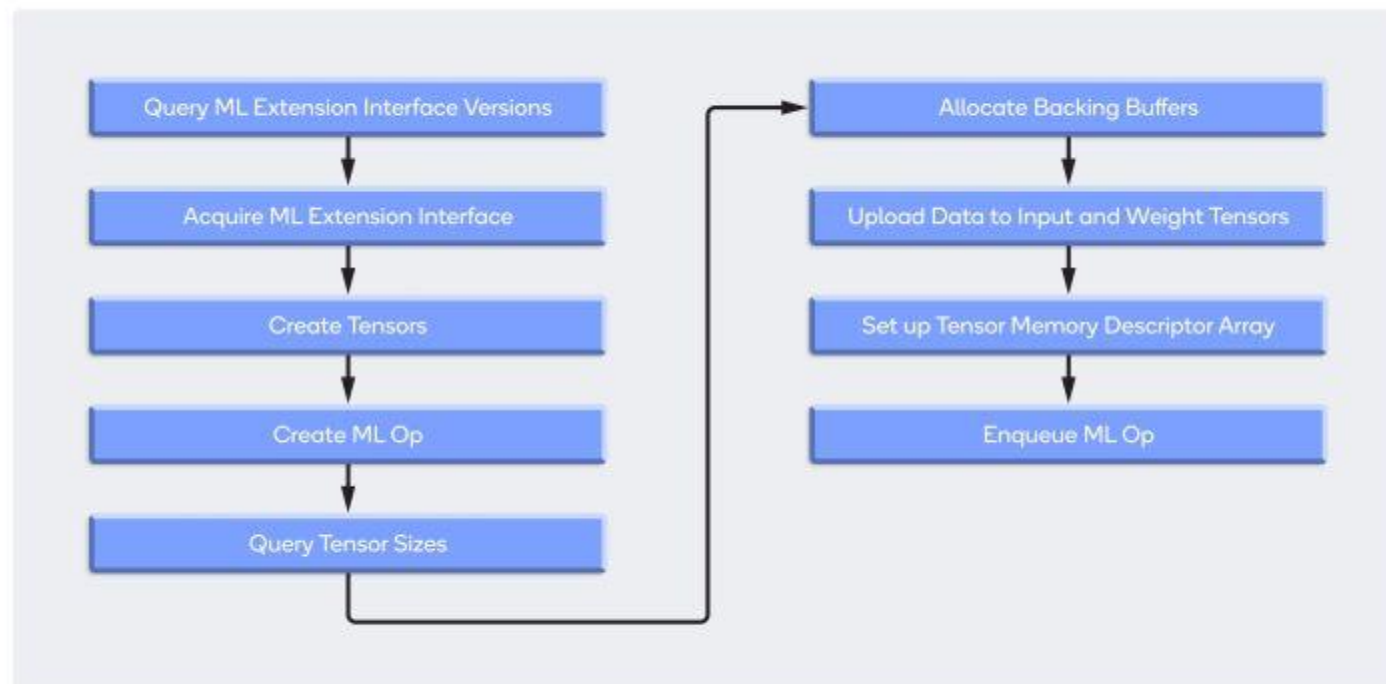 Query ML Extension Interface Versions
Acquire ML Extension Interface
Create Tensors
Create ML Op
Query Tensor Sizes
Allocate Backing Buffers
Upload Data to Input and Weight Tensors
Set up Tensor Memory Descriptor Array
Enqueue ML Op